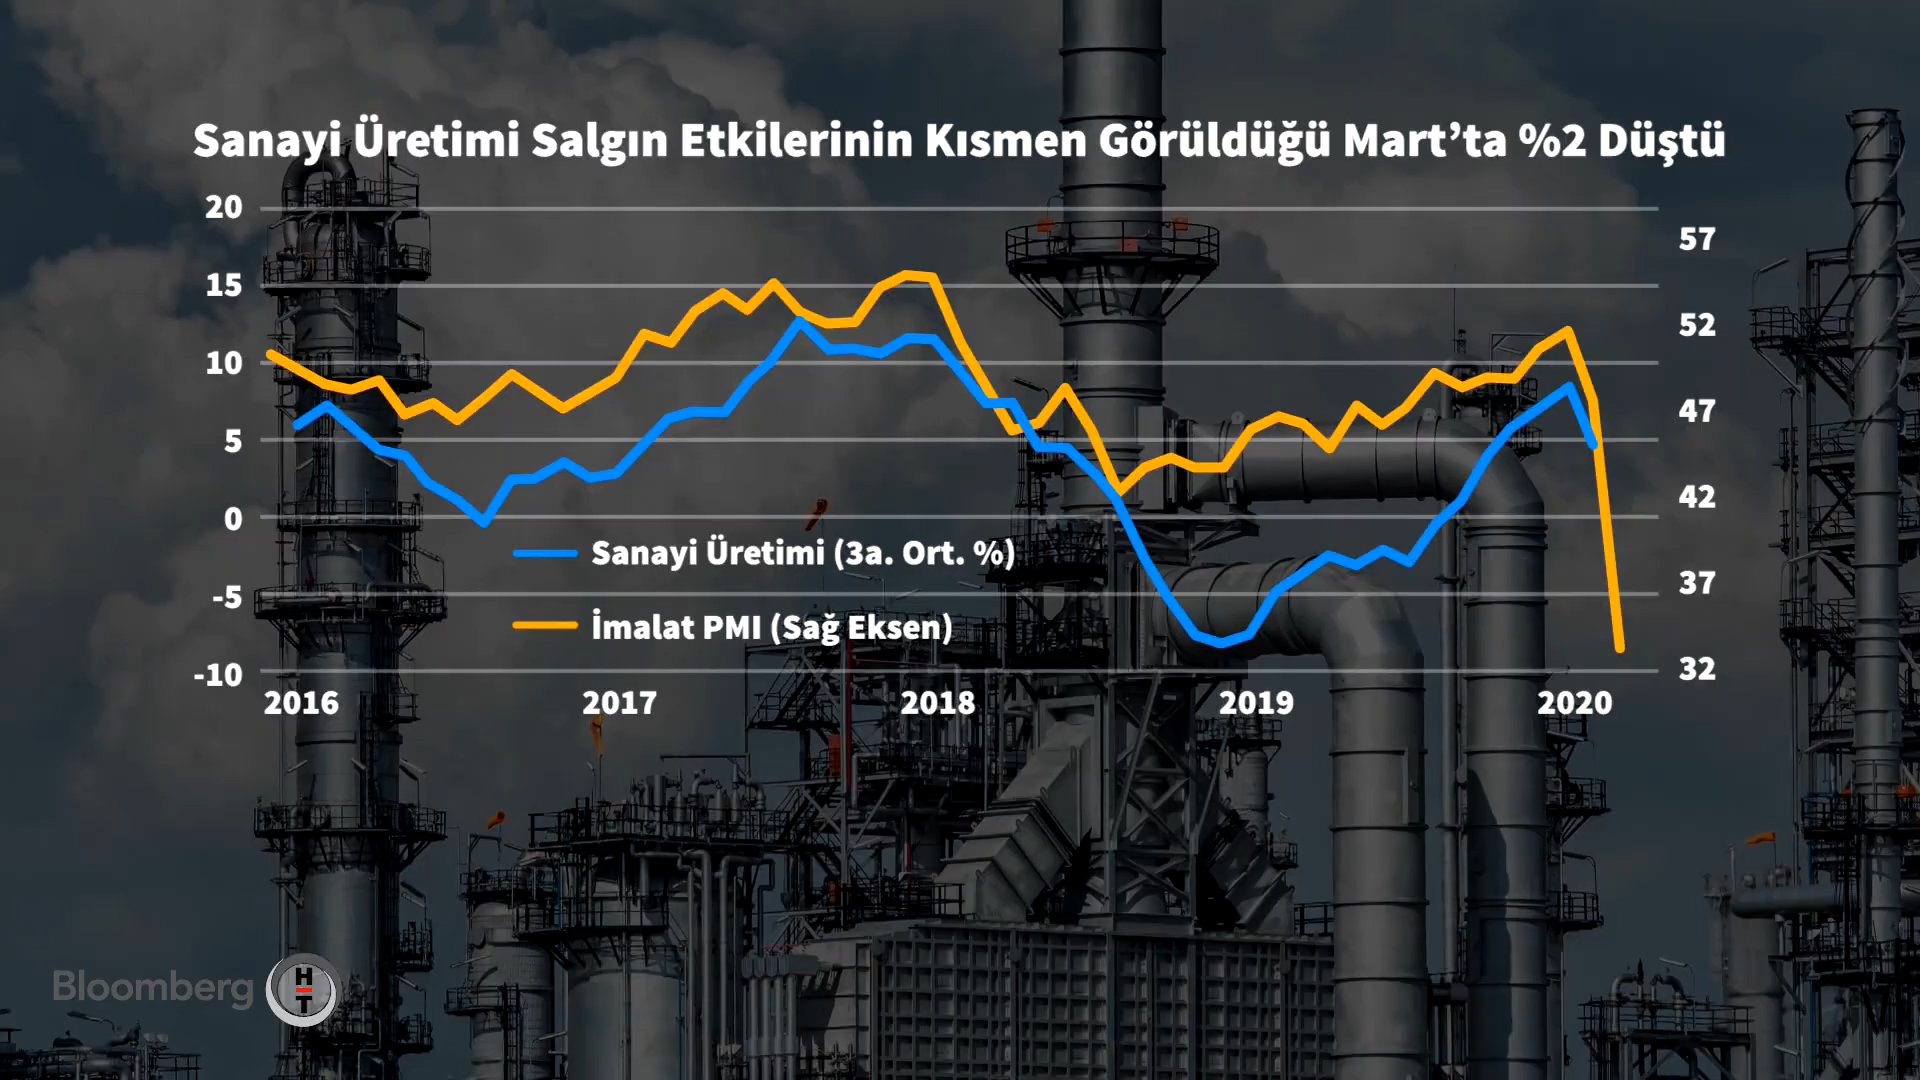 Sanayi Üretimi Salgın Etkilerinin Kısmen Görüldüğü Mart’ta %2 Düştü
20
15
10
5
0
-5
-10
57
52
47
42
37
32
Sanayi Üretimi (3a. Ort. %)
İmalat PMI (Sağ Eksen)
2016 2017 2018 2019 2020
Bloomberg HT